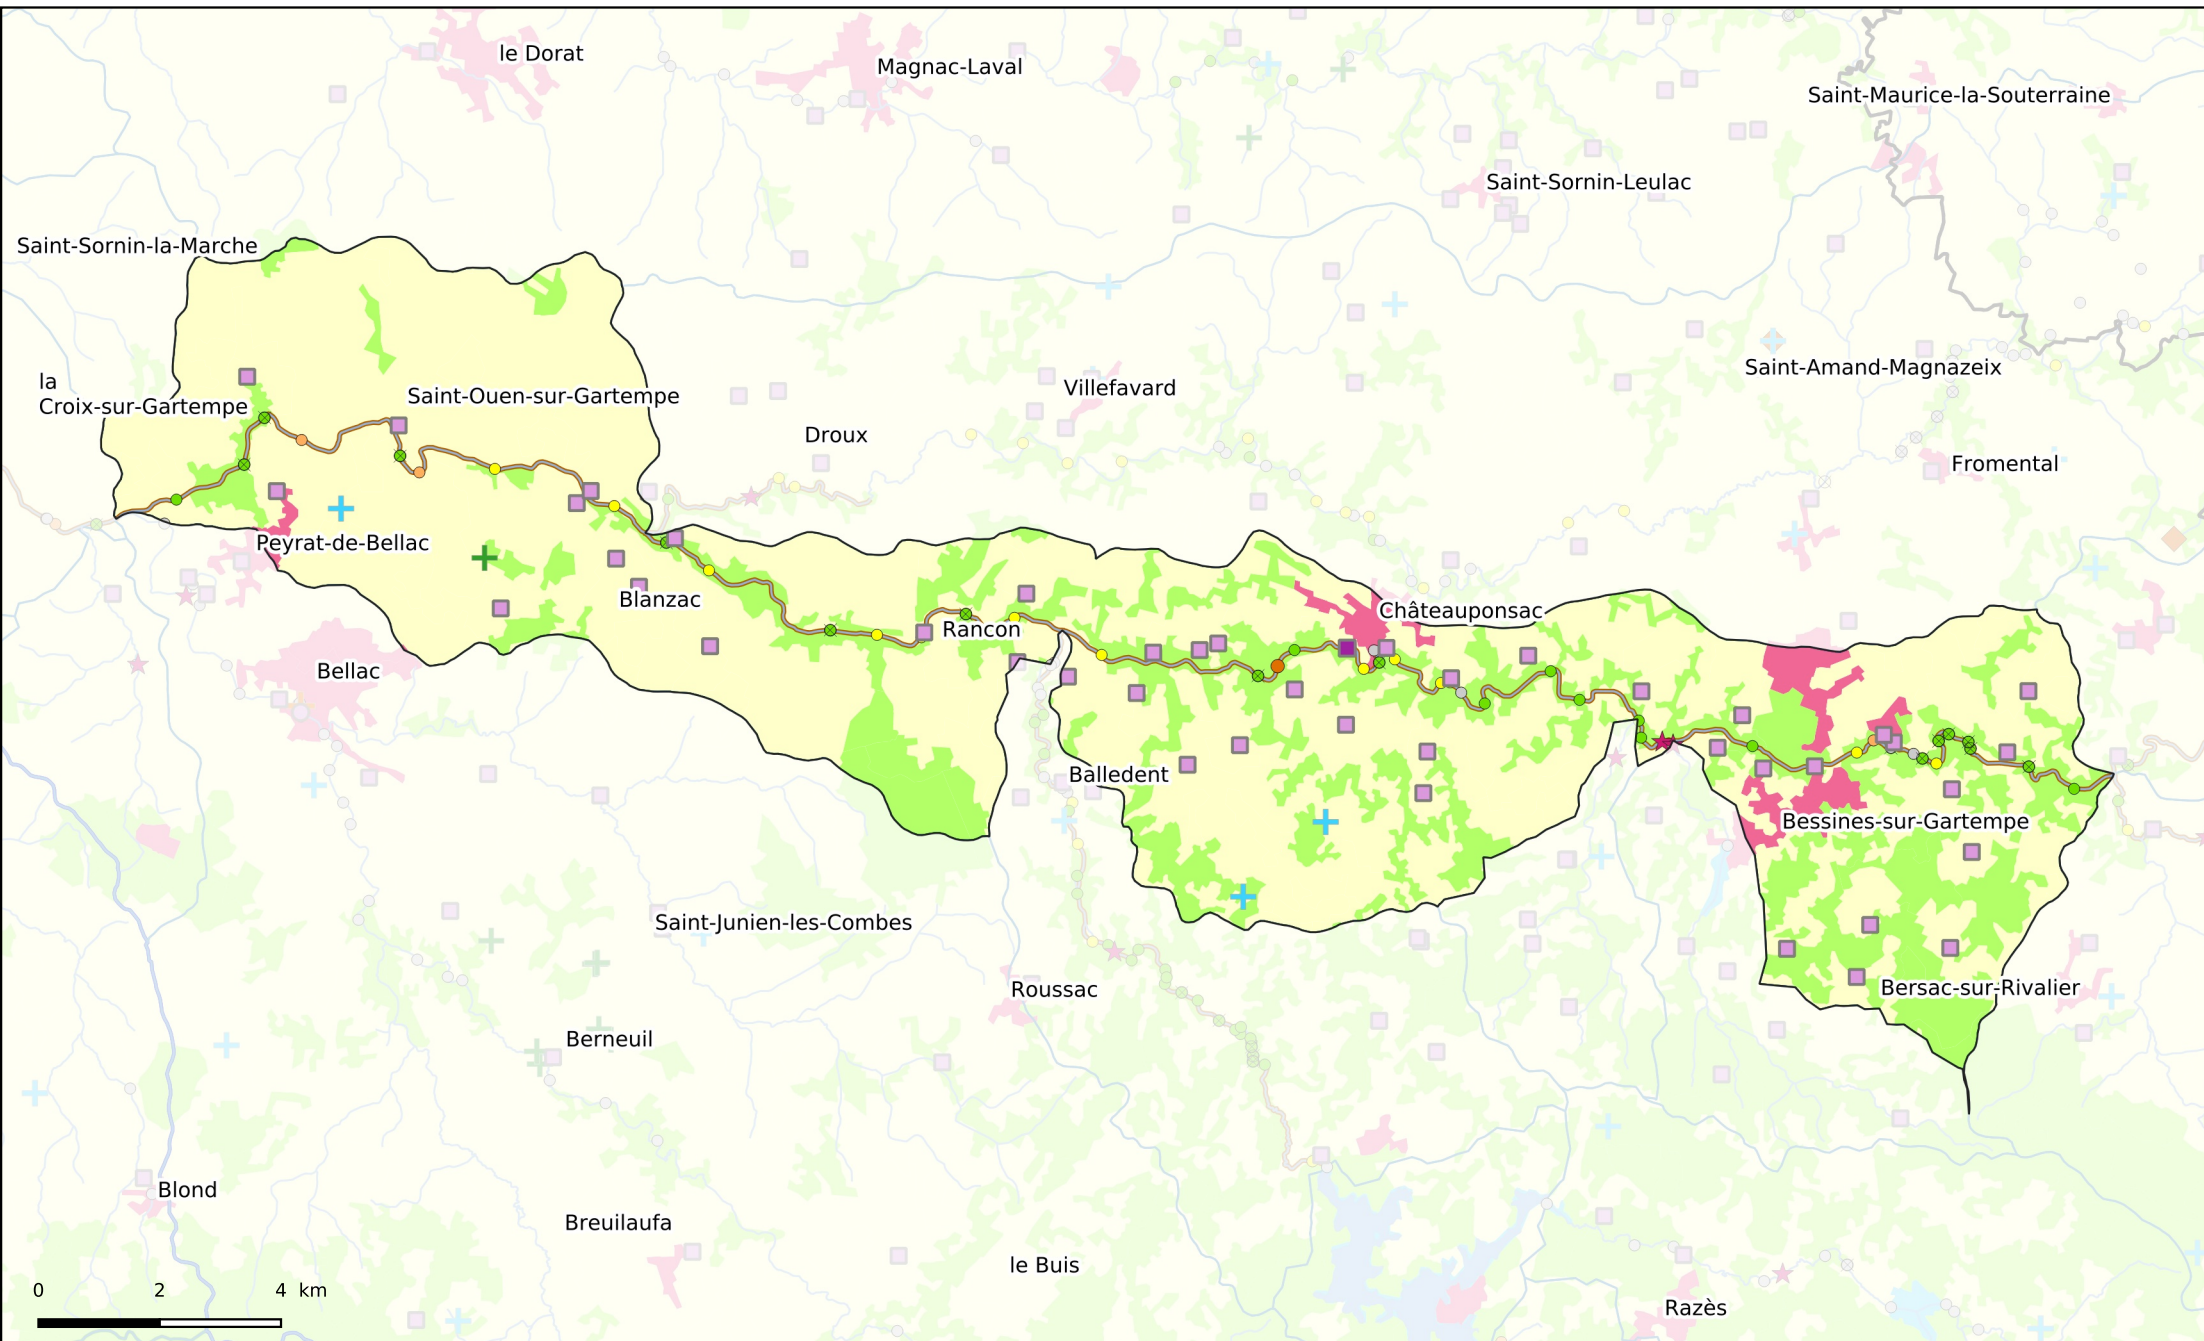 le Dorat
Magnac-Laval
Saint-Maurice-la-Souterraine
Saint-Sornin-Leulac
Saint-Sornin-la-Marche
Saint-Amand-Magnazeix
la
Croix-sur-Gartempe
Saint-Ouen-sur-Gartempe
Villefavard
Droux
Fromental
Peyrat-de-Bellac
Blanzac
Châteauponsac
Rancon
Bellac
Balledent
Bessines-sur-Gartempe
Saint-Junien-les-Combes
Roussac
Bersac-sur-Rivalier
Berneuil
Blond
Breuilaufa
le Buis
Razès
0 2 4 km